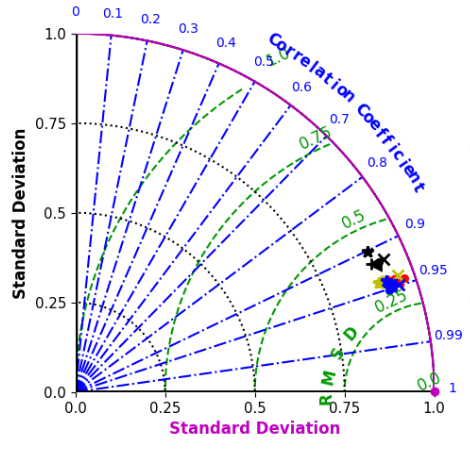 0 0.1 0.2 0.3 0.4 0.5 0.6 0.7 0.8 0.9 0.95 0.99 1
Correlation Coefficient
1.0 0.75 0.5 0.25 0.0
RMSD
1.0
0.75
0.5
0.25
0.0
Standard Deviation
0.0 0.25 0.5 0.75 1.0
Standard Deviation